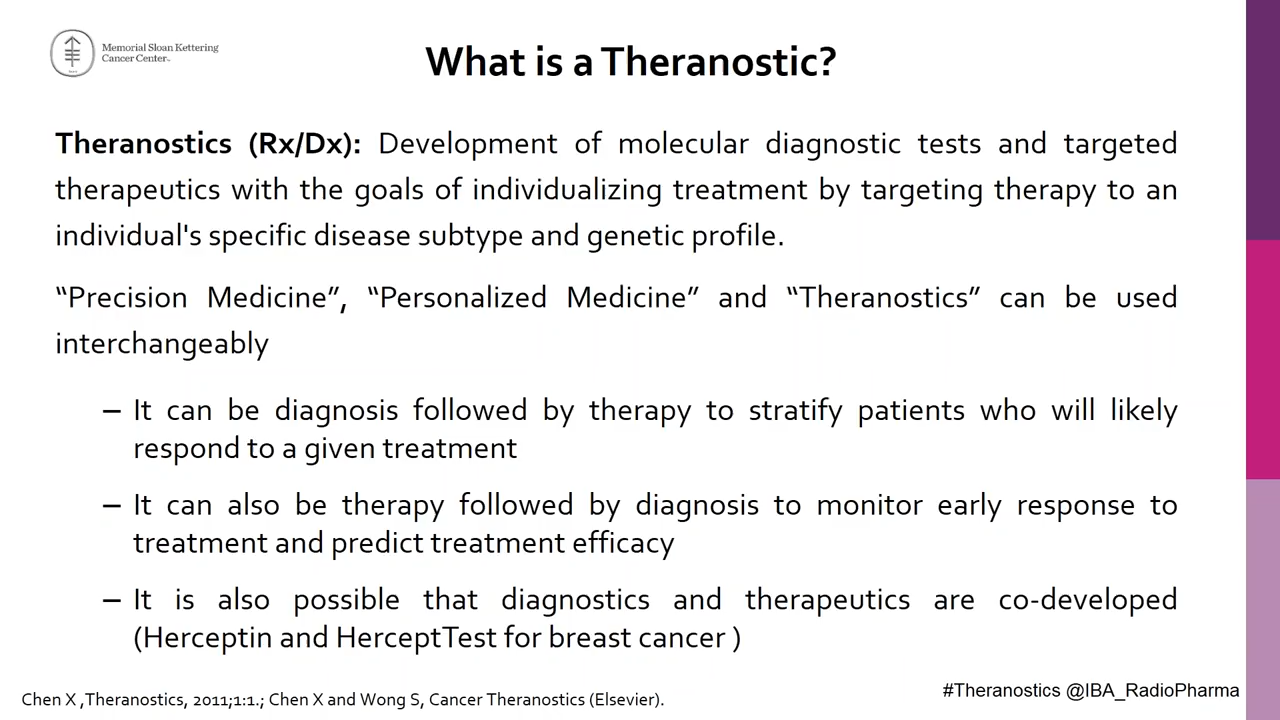 Memorial Sloan Kettering
Cancer Center™
What is a Theranostic?
Theranostics (Rx/Dx): Development of molecular diagnostic tests and targeted
therapeutics with the goals of individualizing treatment by targeting therapy to an
individual's specific disease subtype and genetic profile.
“Precision Medicine”, “Personalized Medicine” and “Theranostics” can be used
interchangeably
– It can be diagnosis followed by therapy to stratify patients who will likely
respond to a given treatment
– It can also be therapy followed by diagnosis to monitor early response to
treatment and predict treatment efficacy
– It is also possible that diagnostics and therapeutics are co-developed
(Herceptin and HerceptTest for breast cancer )
Chen X ,Theranostics, 2011;1:1.; Chen X and Wong S, Cancer Theranostics (Elsevier).
#Theranostics @IBA_RadioPharma